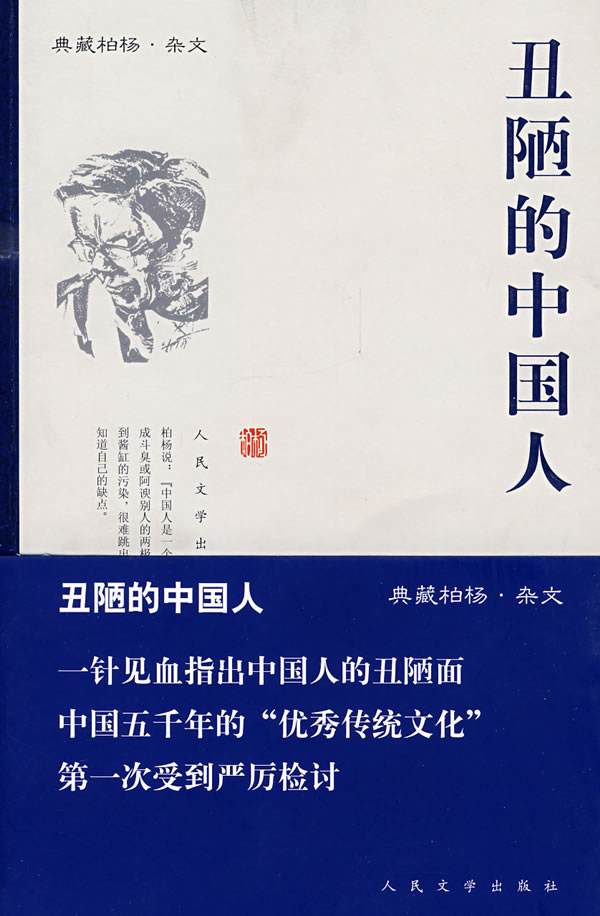 典藏柏杨·杂文
丑陋的中国人
柏杨
人民文学出
柏杨说：“中国人是一个
成斗臭或阿谀别人的两极
到酱缸的污染，很难跳出
知道自己的缺点。
丑陋的中国人
典藏柏杨·杂文
一针见血指出中国人的丑陋面
中国五千年的“优秀传统文化”
第一次受到严厉检讨
人民文学出版社